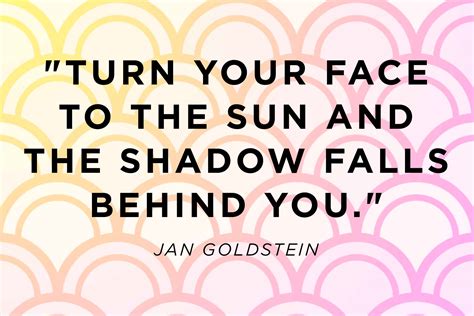 "TURN YOUR FACE
TO THE SUN AND
THE SHADOW FALLS
BEHIND YOU."
JAN GOLDSTEIN